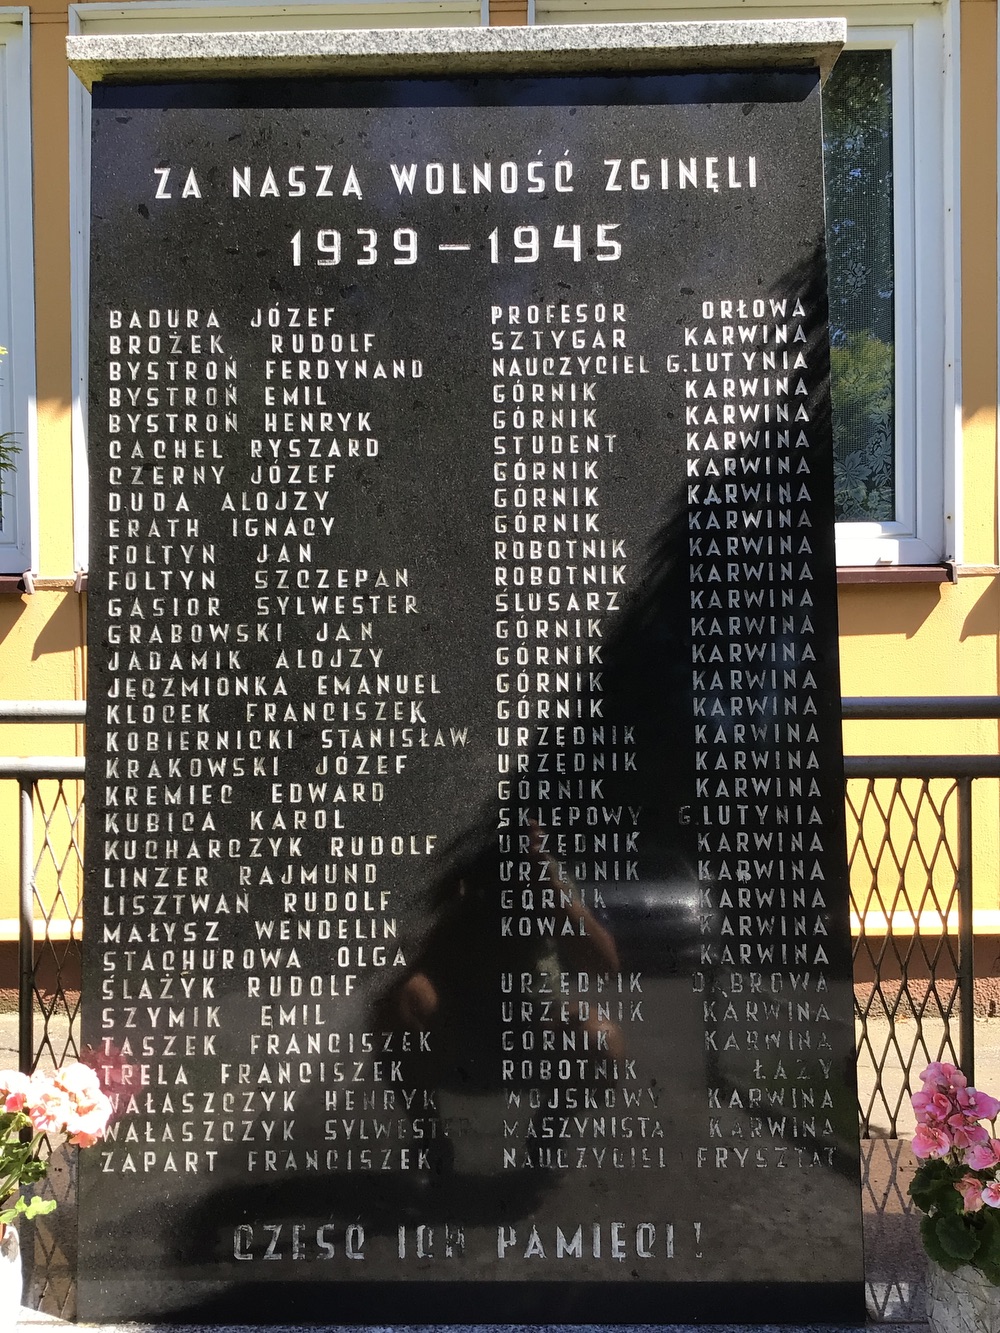 ZA NASZĄ WOLNOŚĆ ZGINĘLI
1939 – 1945
BADURA JÓZEF PROFESOR ORŁOWA
BROŻEK RUDOLF SZTYGAR KARWINA
BYSTROŃ FERDYNAND NAUCZYCIEL G.LUTYNIA
BYSTROŃ EMIL GÓRNIK KARWINA
BYSTROŃ HENRYK GÓRNIK KARWINA
CACHEL RYSZARD STUDENT KARWINA
CZERNY JÓZEF GÓRNIK KARWINA
DUDA ALOJZY GÓRNIK KARWINA
ERATH IGNACY GÓRNIK KARWINA
FOLTYN JAN ROBOTNIK KARWINA
FOLTYN SZCZEPAN ROBOTNIK KARWINA
GASIOR SYLWESTER ŚLUSARZ KARWINA
GRABOWSKI JAN GÓRNIK KARWINA
JADAMIK ALOJZY GÓRNIK KARWINA
JĘCZMIONKA EMANUEL GÓRNIK KARWINA
KLOCEK FRANCISZEK GÓRNIK KARWINA
KOBIERNICKI STANISŁAW URZĘDNIK KARWINA
KRAKOWSKI JÓZEF URZĘDNIK KARWINA
KREMIEC EDWARD GÓRNIK KARWINA
KUBICA KAROL SKLEPOWY G.LUTYNIA
KUCHARCZYK RUDOLF URZĘDNIK KARWINA
LINZER RAJMUND URZĘDNIK KARWINA
LISZTWAN RUDOLF GÓRNIK KARWINA
MAŁYSZ WENDELIN KOWAL KARWINA
STACHUROWA OLGA KARWINA
ŚLAŻYK RUDOLF URZĘDNIK DĄBROWA
SZYMIK EMIL URZĘDNIK KARWINA
TASZEK FRANCISZEK GÓRNIK KARWINA
TRELA FRANCISZEK ROBOTNIK ŁAZY
WAŁASZCZYK HENRYK WOJSKOWY KARWINA
WAŁASZCZYK SYLWESTER MASZYNISTA KARWINA
ZAPART FRANCISZEK NAUCZYCIEL FRYSZTAT
CZEŚĆ ICH PAMIĘCI!